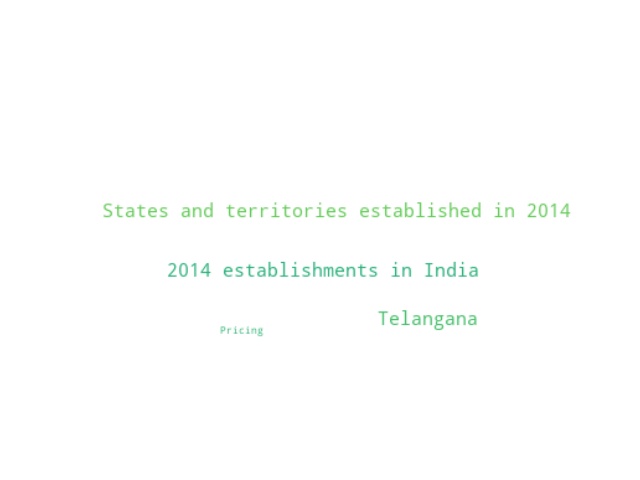 States and territories established in 2014
2014 establishments in India
Telangana
Pricing